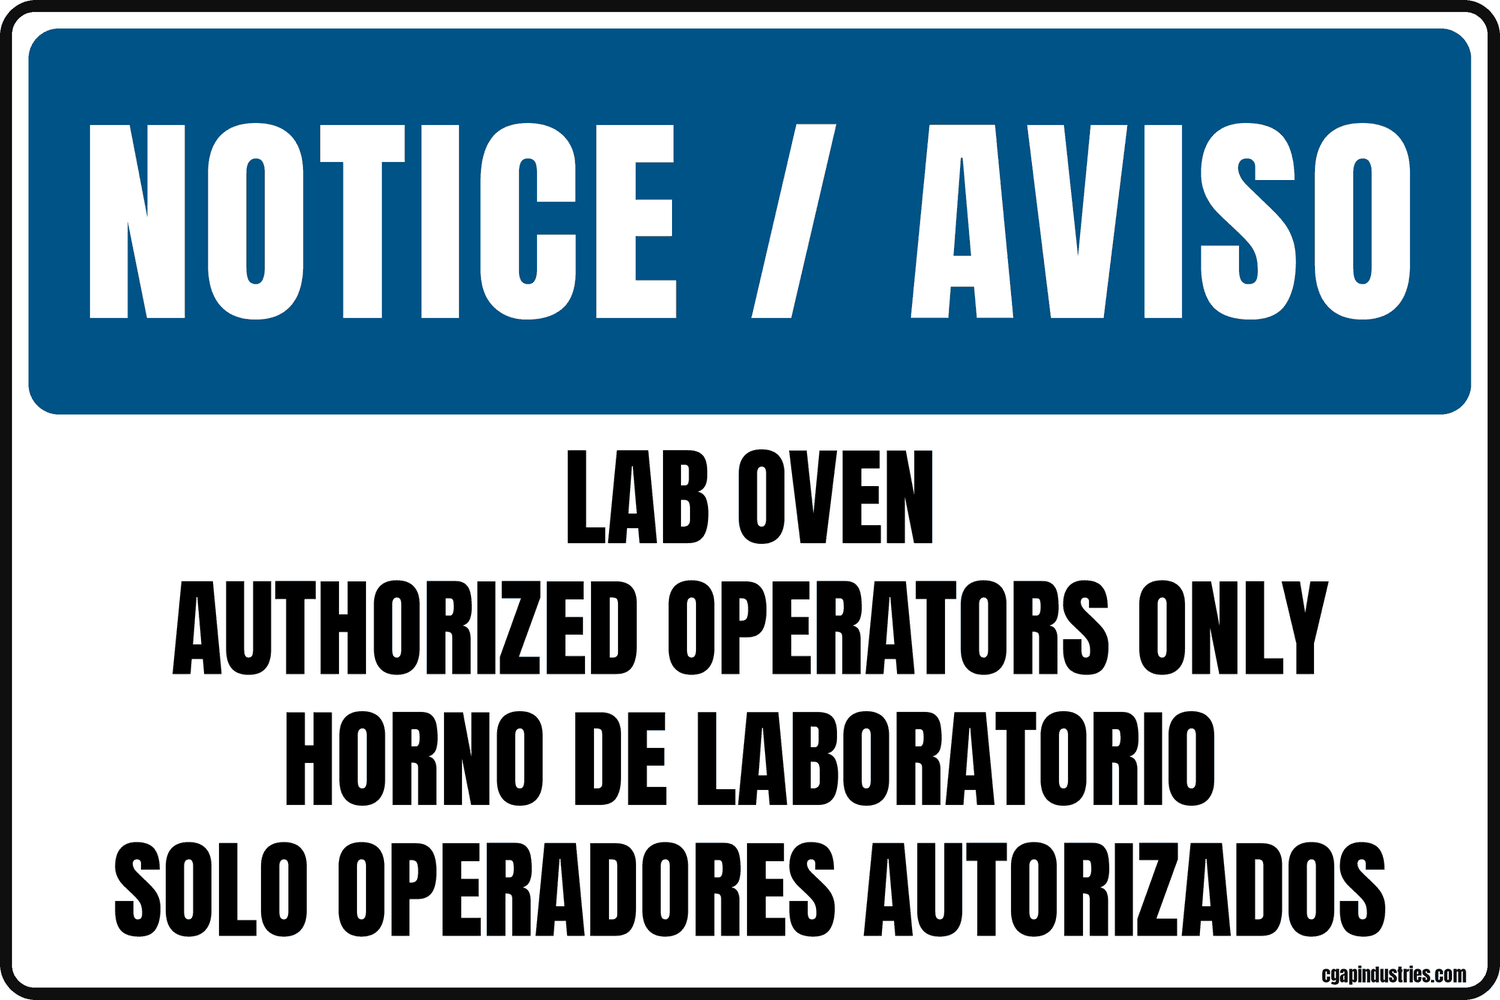 NOTICE / AVISO
LAB OVEN
AUTHORIZED OPERATORS ONLY
HORNO DE LABORATORIO
SOLO OPERADORES AUTORIZADOS
cgapindustries.com